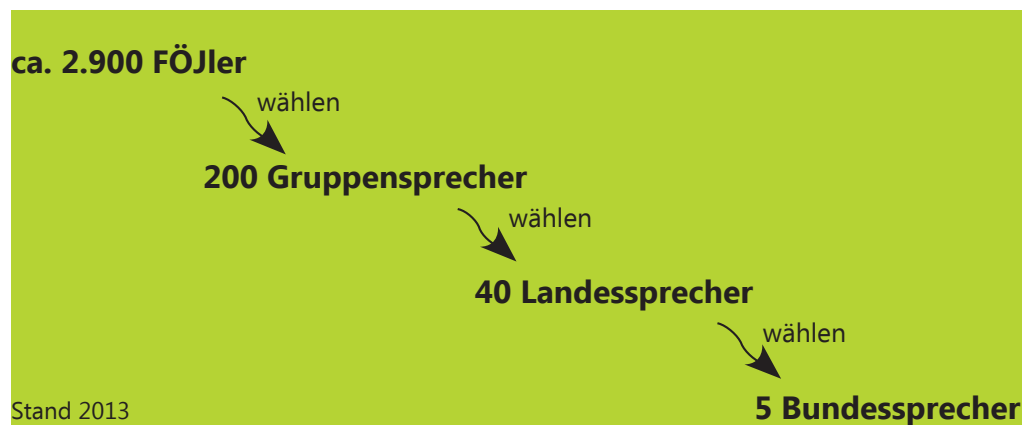 ca. 2.900 FÖJler
wählen
200 Gruppensprecher
wählen
40 Landessprecher
wählen
5 Bundessprecher
Stand 2013